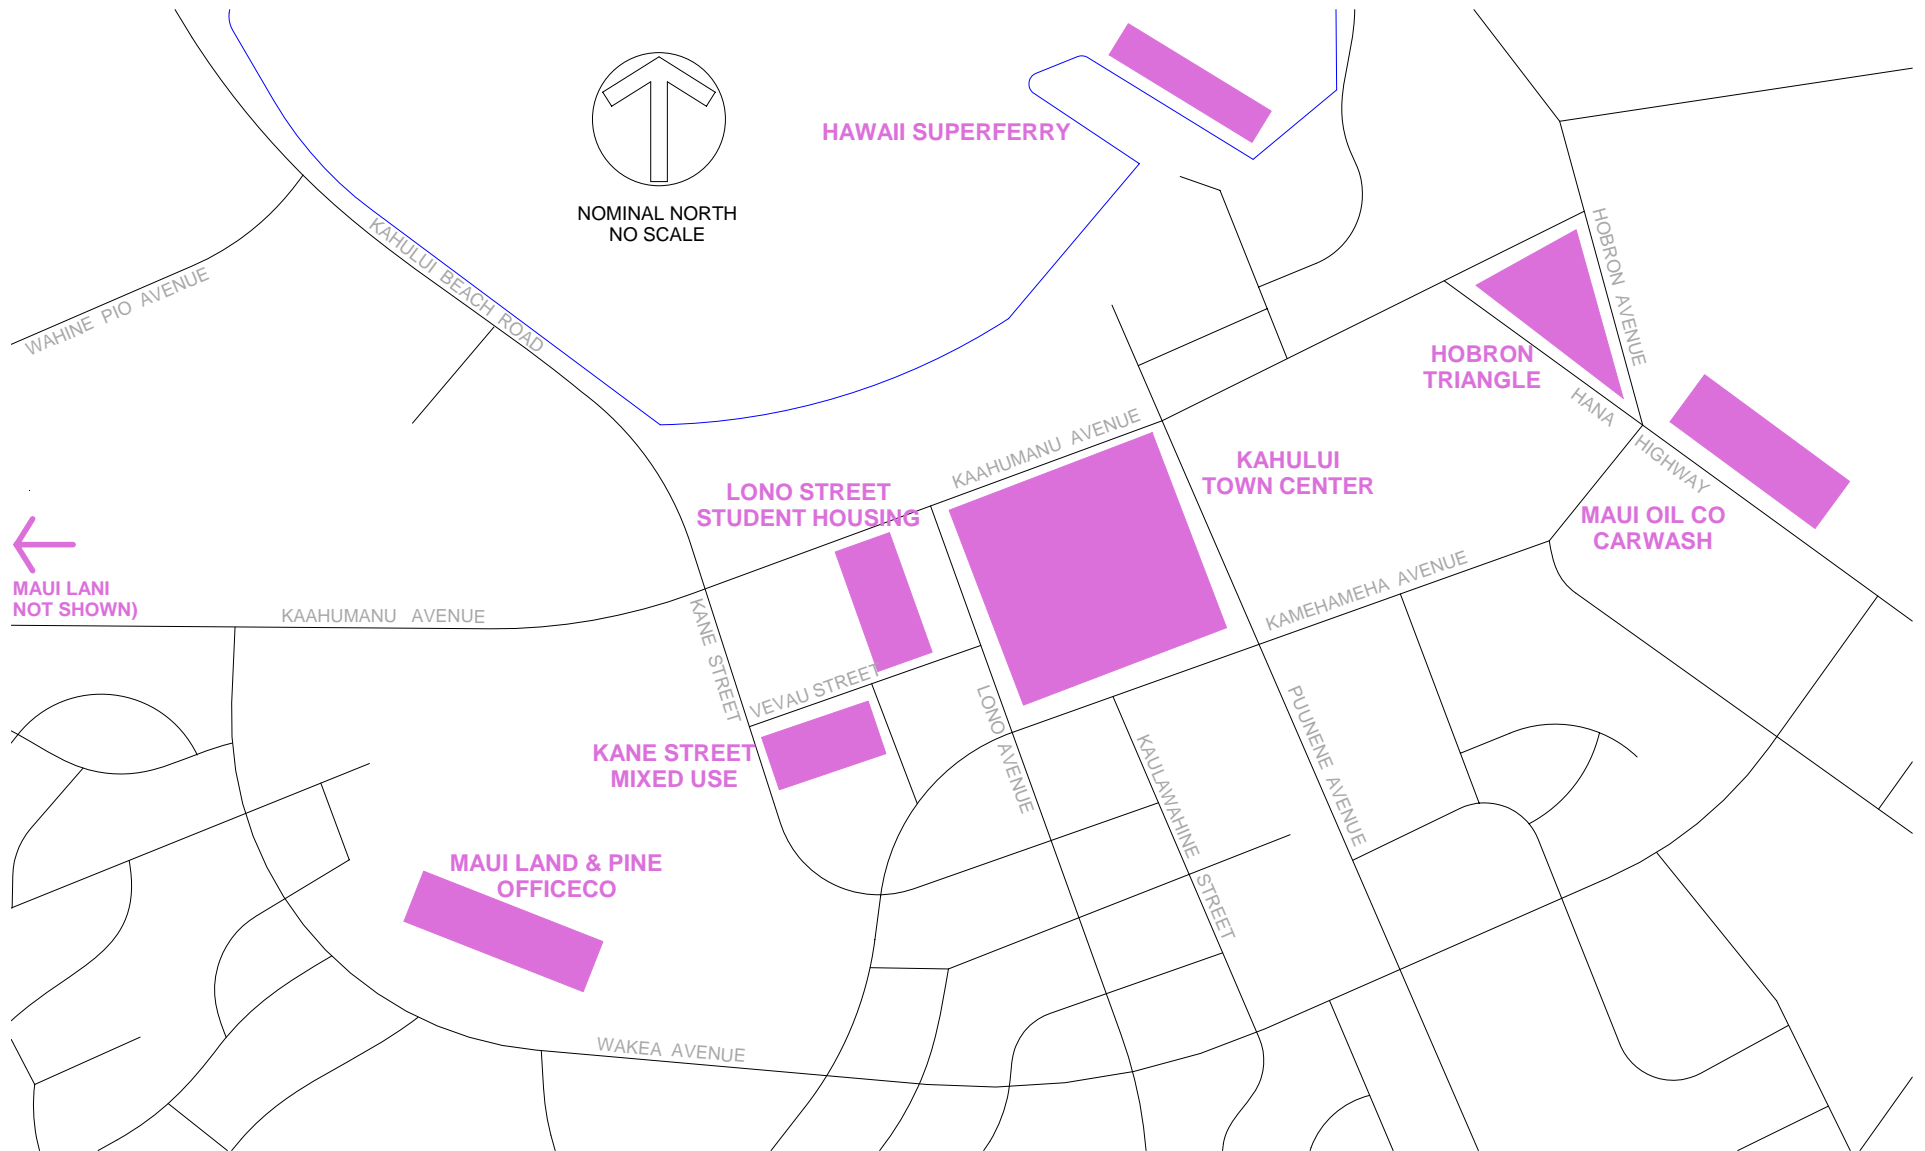 HAWAII SUPERFERRY
NOMINAL NORTH
NO SCALE
KAHULUI BEACH ROAD
WAHINE PIO AVENUE
HOBRON AVENUE
HOBRON
TRIANGLE
HANA HIGHWAY
KAAHUMANU AVENUE
KAHULUI
TOWN CENTER
LONO STREET
STUDENT HOUSING
MAUI OIL CO
CARWASH
MAUI LANI
NOT SHOWN)
KAAHUMANU AVENUE
KANE STREET
KAMEHAMEHA AVENUE
VEVAU STREET
LONO AVENUE
PUUNENE AVENUE
KANE STREET
MIXED USE
KAULAWAHINE STREET
MAUI LAND & PINE
OFFICECO
WAKEA AVENUE